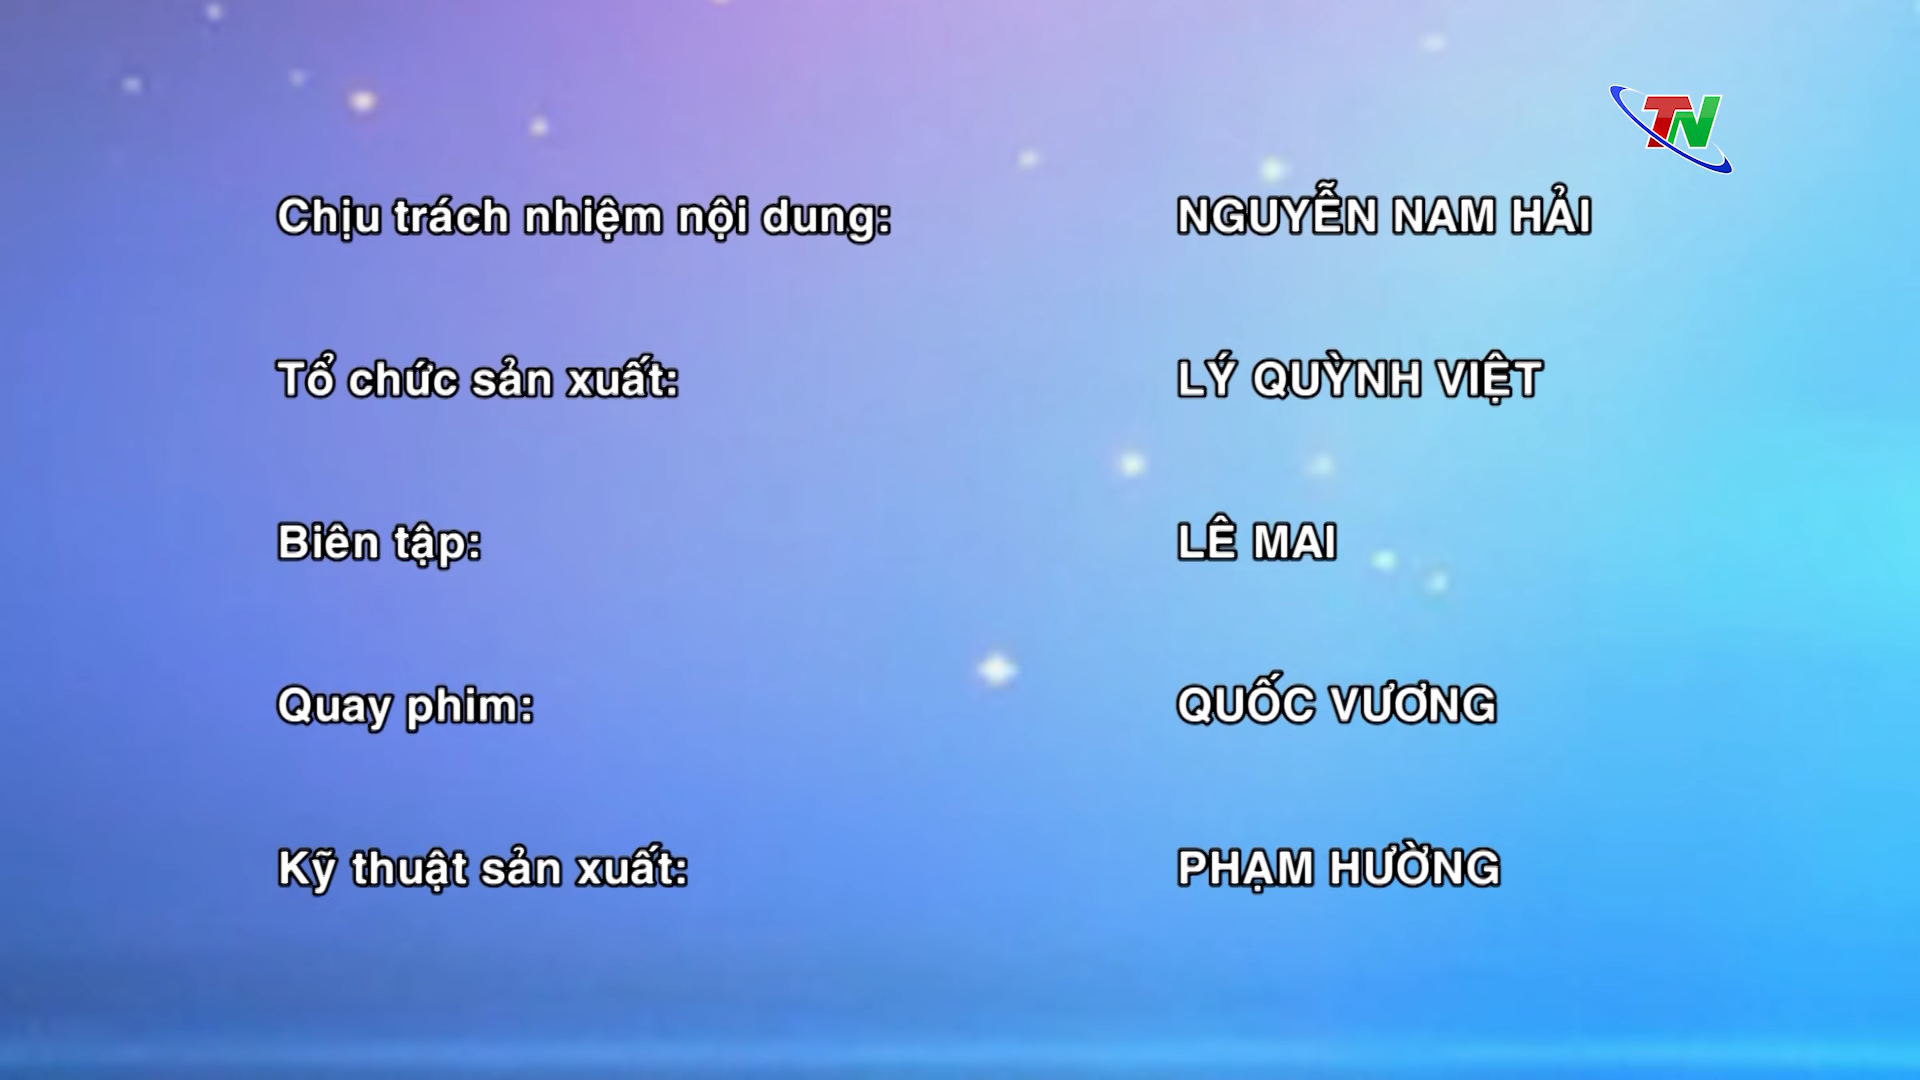 TN
Chịu trách nhiệm nội dung: NGUYỄN NAM HẢI
Tổ chức sản xuất: LÝ QUỲNH VIỆT
Biên tập: LÊ MAI
Quay phim: QUỐC VƯƠNG
Kỹ thuật sản xuất: PHẠM HƯỜNG